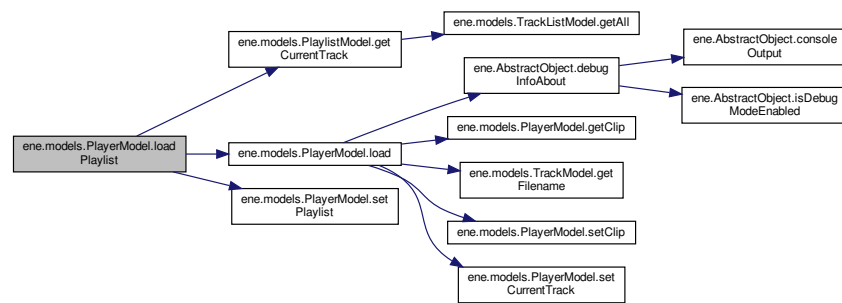 ene.models.PlayerModel.load
Playlist
ene.models.PlaylistModel.get
CurrentTrack
ene.models.TrackListModel.getAll
ene.models.PlayerModel.load
ene.models.PlayerModel.set
Playlist
ene.AbstractObject.debug
InfoAbout
ene.models.PlayerModel.getClip
ene.models.TrackModel.get
Filename
ene.models.PlayerModel.setClip
ene.models.PlayerModel.set
CurrentTrack
ene.AbstractObject.console
Output
ene.AbstractObject.isDebug
ModeEnabled